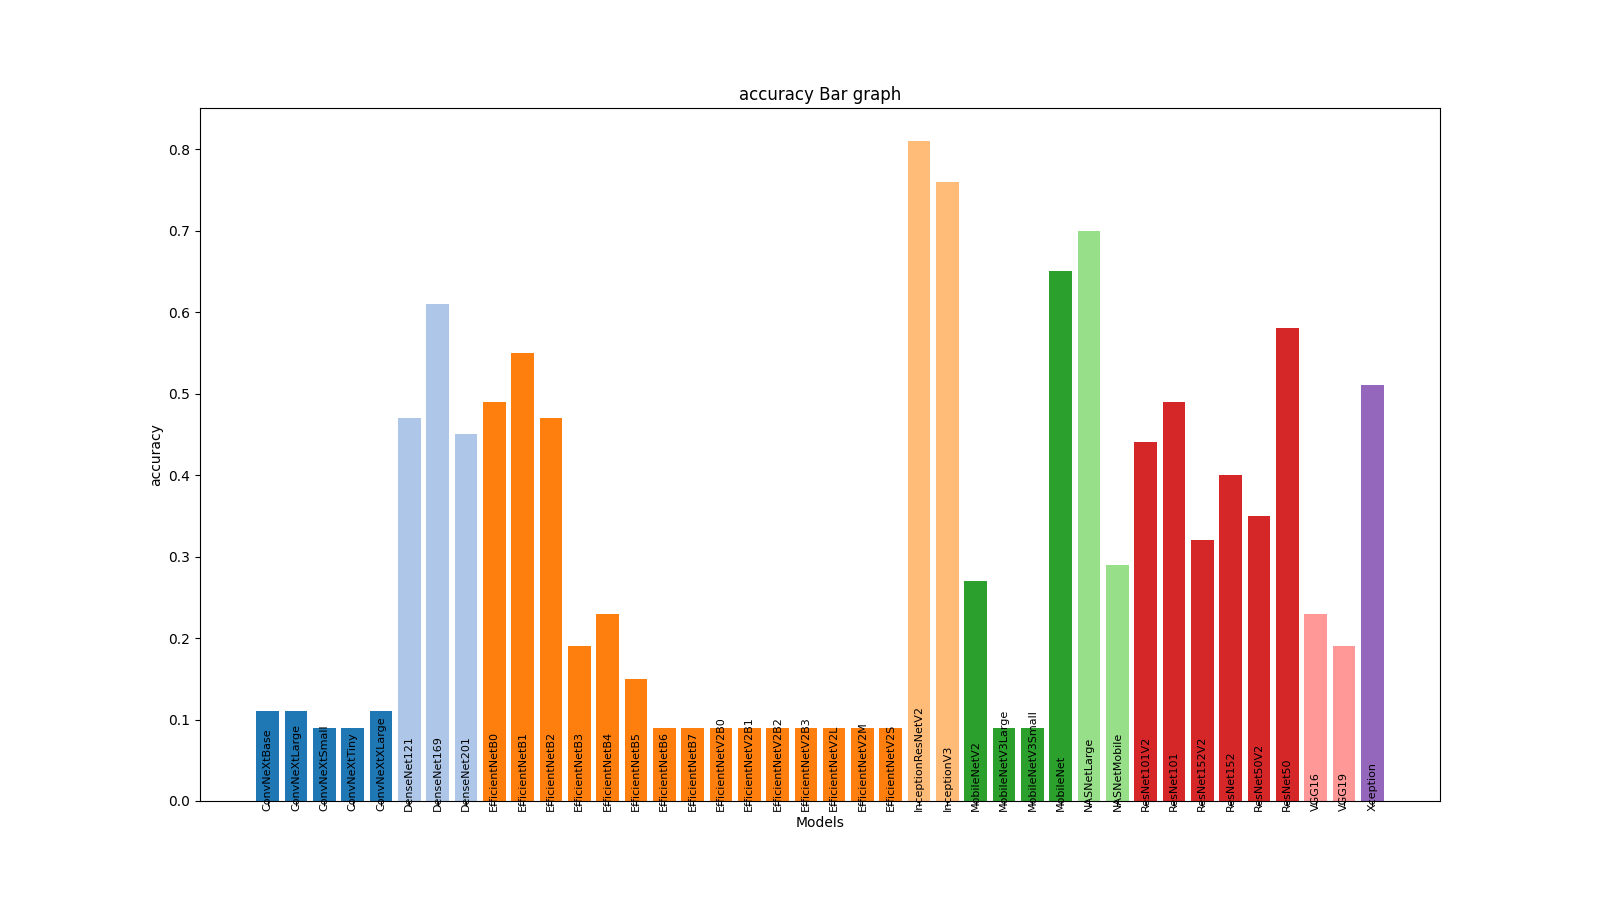 accuracy Bar graph
accuracy
0.8
0.7
0.6
0.5
0.4
0.3
0.2
0.1
0.0
ConvNeXtBase
ConvNeXtLarge
ConvNeXtSmall
ConvNeXtTiny
ConvNeXtXLarge
DenseNet121
DenseNet169
DenseNet201
EfficientNetB0
EfficientNetB1
EfficientNetB2
EfficientNetB3
EfficientNetB4
EfficientNetB5
EfficientNetB6
EfficientNetB7
EfficientNetV2B0
EfficientNetV2B1
EfficientNetV2B2
EfficientNetV2B3
EfficientNetV2L
EfficientNetV2M
EfficientNetV2S
InceptionResNetV2
InceptionV3
MobileNetV2
MobileNetV3Large
MobileNetV3Small
MobileNet
NASNetLarge
NASNetMobile
ResNet101V2
ResNet101
ResNet152V2
ResNet152
ResNet50V2
ResNet50
VGG16
VGG19
Xception
Models